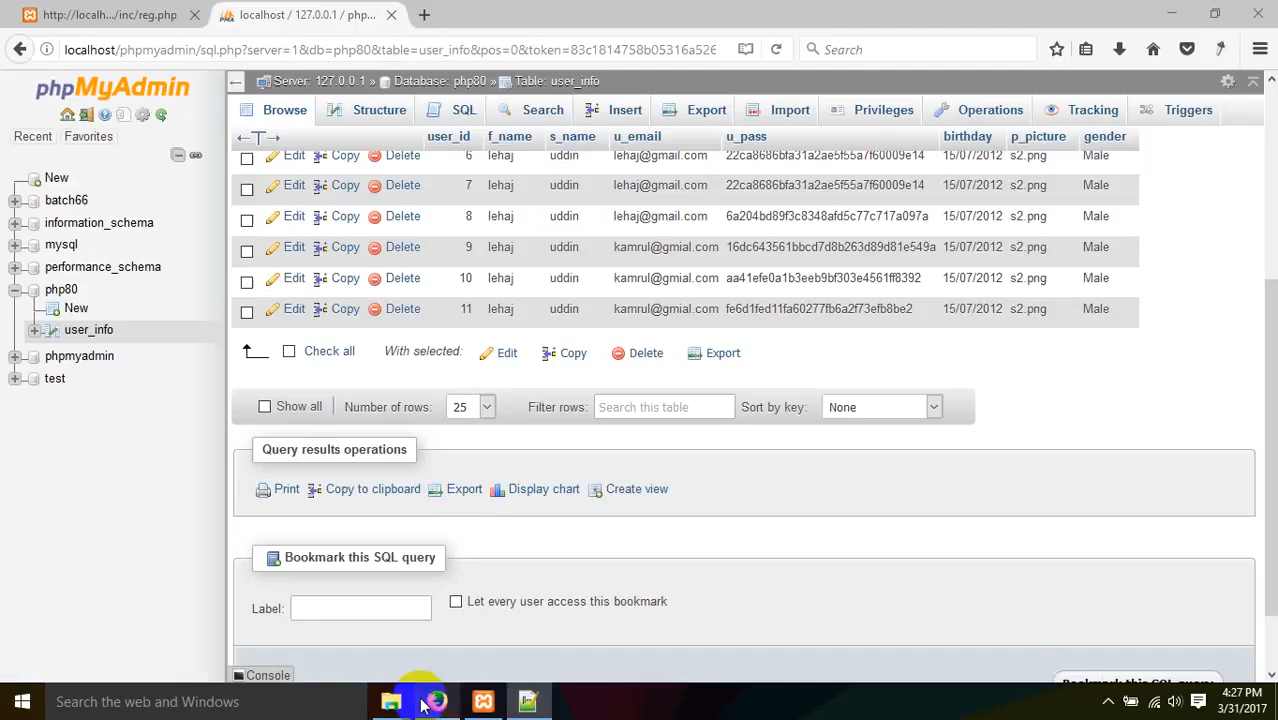 http://localh.../inc/reg.php
localhost / 127.0.0.1 / php...
localhost/phpmyadmin/sql.php?server=1&db=php80&table=user_info&pos=0&token=83c1814758b05316a526
Search
phpMyAdmin
Recent Favorites
New
batch66
information_schema
mysql
performance_schema
php80
New
user_info
phpmyadmin
test
Server: 127.0.0.1 » Database: php80 » Table: user_info
Browse Structure SQL Search Insert Export Import Privileges Operations Tracking Triggers
user_id f_name s_name u_email u_pass birthday p_picture gender
Edit Copy Delete 6 lehaj uddin lehaj@gmail.com 22ca8686bfa31a2ae5f55a7f60009e14 15/07/2012 s2.png Male
Edit Copy Delete 7 lehaj uddin lehaj@gmail.com 22ca8686bfa31a2ae5f55a7f60009e14 15/07/2012 s2.png Male
Edit Copy Delete 8 lehaj uddin lehaj@gmail.com 6a204bd89f3c8348afd5c77c717a097a 15/07/2012 s2.png Male
Edit Copy Delete 9 lehaj uddin kamrul@gmial.com 16dc643561bbcd7d8b263d89d81e549a 15/07/2012 s2.png Male
Edit Copy Delete 10 lehaj uddin kamrul@gmial.com aa41efe0a1b3eeb9bf303e4561ff8392 15/07/2012 s2.png Male
Edit Copy Delete 11 lehaj uddin kamrul@gmial.com fe6d1fed11fa60277fb6a2f73efb8be2 15/07/2012 s2.png Male
Check all With selected: Edit Copy Delete Export
Show all Number of rows: 25 Filter rows: Search this table Sort by key: None
Query results operations
Print Copy to clipboard Export Display chart Create view
Bookmark this SQL query
Label: Let every user access this bookmark
Console
Bookmark this SQL query
Search the web and Windows
4:27 PM
3/31/2017